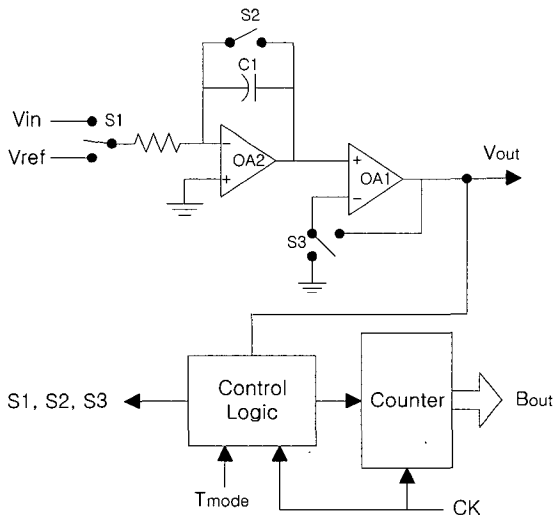 S2
C1
Vin
S1
Vref
-
+
OA2
+
-
OA1
Vout
S3
S1, S2, S3
Control
Logic
Counter
Bout
Tmode
CK